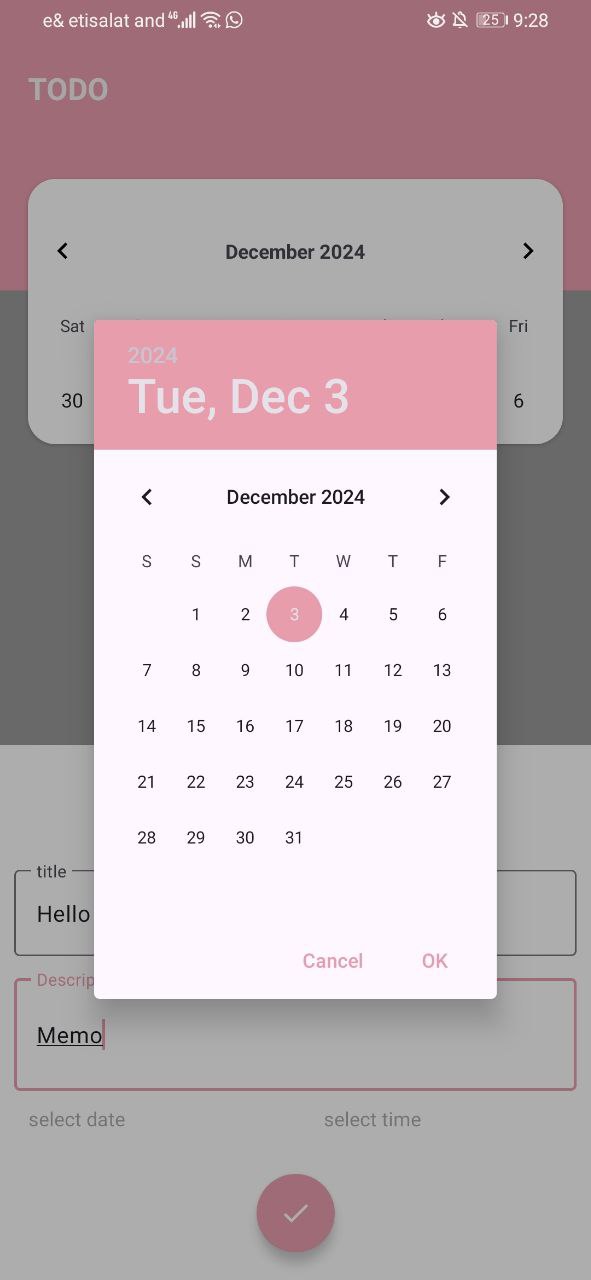 e& etisalat and 4G 25 9:28
TODO
December 2024
Sat Fri
30 6
2024
Tue, Dec 3
December 2024
S S M T W T F
1 2 3 4 5 6
7 8 9 10 11 12 13
14 15 16 17 18 19 20
21 22 23 24 25 26 27
28 29 30 31
title
Hello
Cancel OK
Descrip
Memo
select date select time